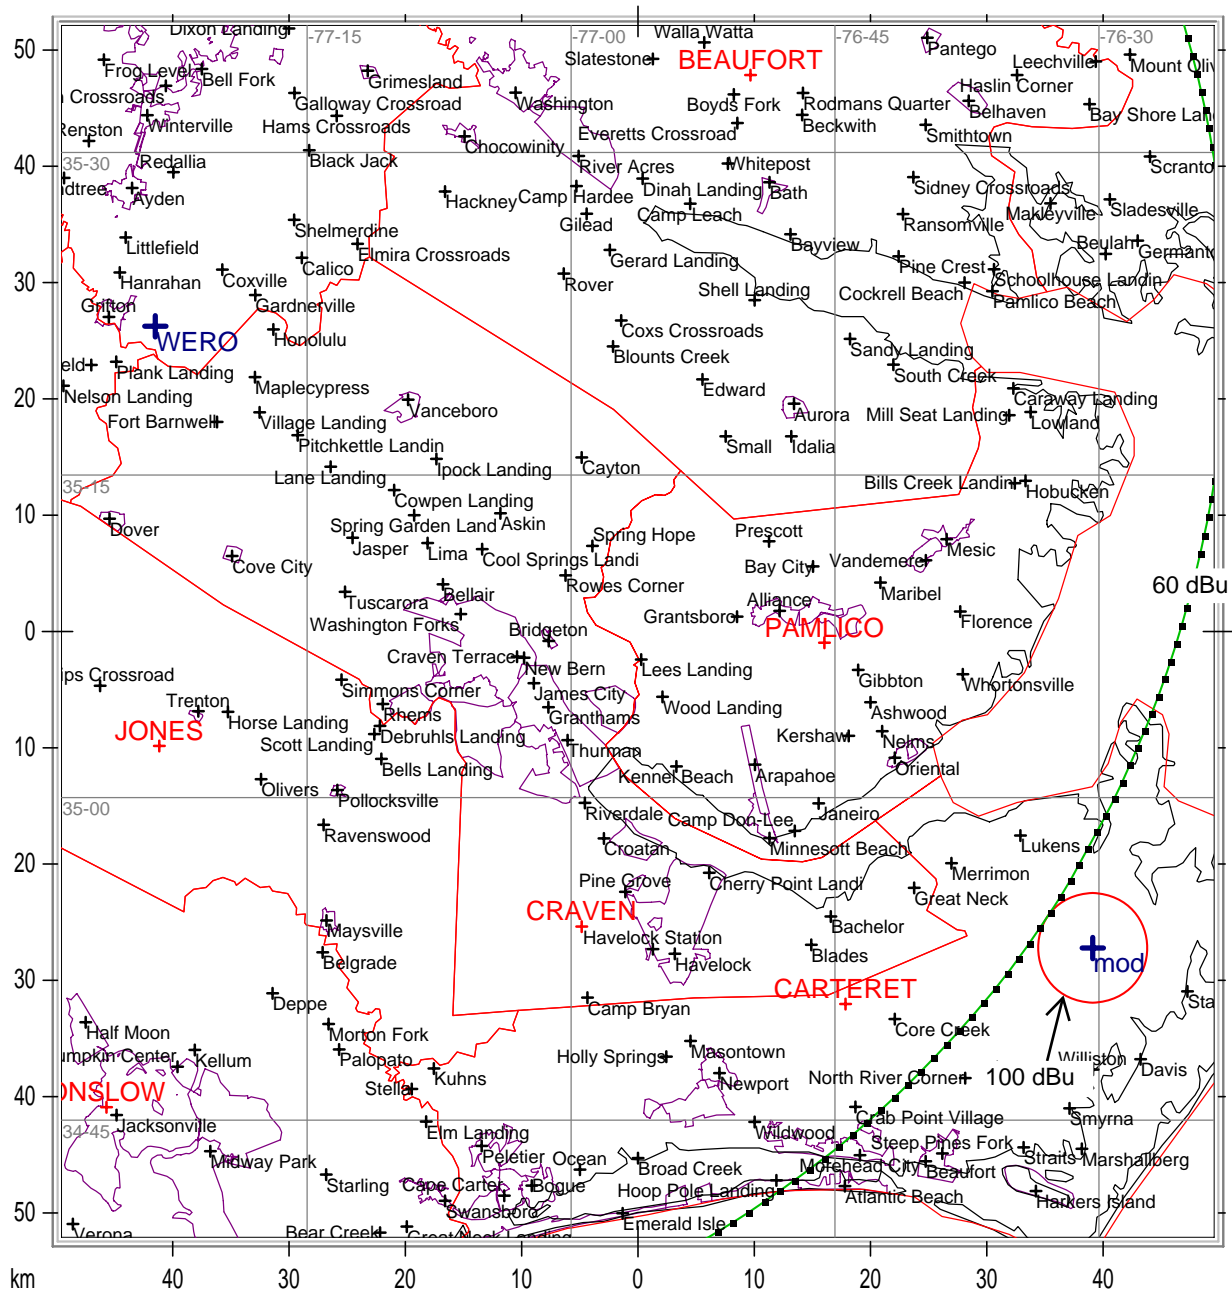 50
Dixon Landing
-77-15
-77-00
Walla Watta
-76-45
Pantego
-76-30
Slatestone
BEAUFORT
Leechville
Frog Level
Bell Fork
Grimesland
Haslin Corner
Crossroads
Galloway Crossroad
Washington
Boyds Fork
Rodmans Quarter
Belhaven
Winterville
Hams Crossroads
Everetts Crossroad
Beckwith
Smithtown
Renston
Chocowinity
40
35-30
Redallia
Black Jack
River Acres
Whitepost
Ayden
Hackney
Camp Hardee
Dinah Landing
Bath
Sidney Crossroads
Camp Leach
Makleyville
Sladesville
Shelmerdine
Gilead
Ransomville
Littlefield
Elmira Crossroads
Bayview
Beulah
Calico
Gerard Landing
Pine Crest
30
Hanrahan
Coxville
Rover
Shell Landing
Cockrell Beach
Schoolhouse Landin
Grifton
Gardnerville
Pamlico Beach
WERO
Honolulu
Coxs Crossroads
Sandy Landing
Blounts Creek
Plank Landing
South Creek
20
Nelson Landing
Maplecypress
Edward
Caraway Landing
Fort Barnwell
Village Landing
Vanceboro
Aurora
Mill Seat Landing
Lowland
Pitchkettle Landin
Small
Idalia
35-15
Lane Landing
Ipock Landing
Cayton
Bills Creek Landin
Hobucken
10
Cowpen Landing
Dover
Spring Garden Land
Askin
Spring Hope
Prescott
Jasper
Lima
Cool Springs Landi
Vandemere
Mesic
Cove City
Rowes Corner
Bay City
60 dBu
Tuscarora
Bellair
Alliance
Maribel
Washington Forks
Grantsboro
Florence
0
Bridgeton
PAMLICO
Craven Terrace
New Bern
Lees Landing
Gibbton
Whortonsville
ips Crossroad
Simmons Corner
James City
Trenton
Rhems
Granthams
Wood Landing
Ashwood
JONES
Horse Landing
Debruhls Landing
Kershaw
Nelms
10
Scott Landing
Thurman
Bells Landing
Kennel Beach
Arapahoe
Oriental
Olivers
Pollocksville
35-00
Riverdale
Camp Don-Lee
Janeiro
Ravenswood
Croatan
Minnesott Beach
Lukens
20
Pine Grove
Cherry Point Landi
Merrimon
Great Neck
CRAVEN
Maysville
Havelock Station
Bachelor
Belgrade
Havelock
Blades
mod
30
Deppe
Camp Bryan
CARTERET
Half Moon
Morton Fork
Core Creek
Kellum
Palopato
Holly Springs
Masontown
Williston
Davis
Kuhns
Newport
North River Corner
100 dBu
Stella
40
Jacksonville
Crab Point Village
Smyrna
34-45
Elm Landing
Wildwood
Steep Pines Fork
Midway Park
Peletier
Ocean
Broad Creek
Morehead City
Beaufort
Straits
Marshallberg
Starling
Cape Carter
Bogue
Hoop Pole Landing
Atlantic Beach
Harkers Island
50
Swansboro
Emerald Isle
Verona
Bear Creek
km
40
30
20
10
0
10
20
30
40